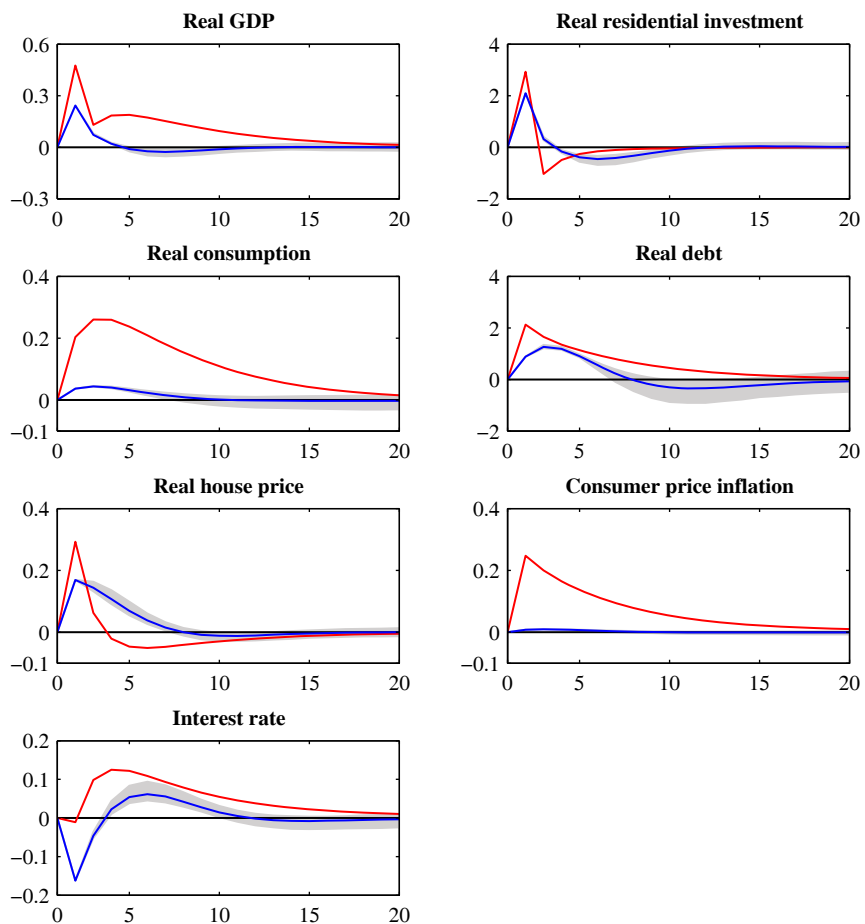 Real GDP
0.6
0.3
0
−0.3
0 5 10 15 20
Real residential investment
4
2
0
−2
0 5 10 15 20
Real consumption
0.4
0.2
0
−0.1
0 5 10 15 20
Real debt
4
2
0
−2
0 5 10 15 20
Real house price
0.4
0.2
0
−0.1
0 5 10 15 20
Consumer price inflation
0.4
0.2
0
−0.1
0 5 10 15 20
Interest rate
0.2
0.1
0
−0.1
−0.2
0 5 10 15 20